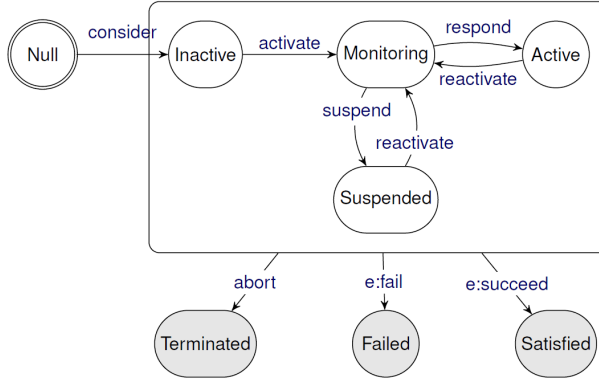 consider
respond
Null
Inactive
activate
Monitoring
Active
reactivate
suspend
reactivate
Suspended
abort
e:fail
e:succeed
Terminated
Failed
Satisfied